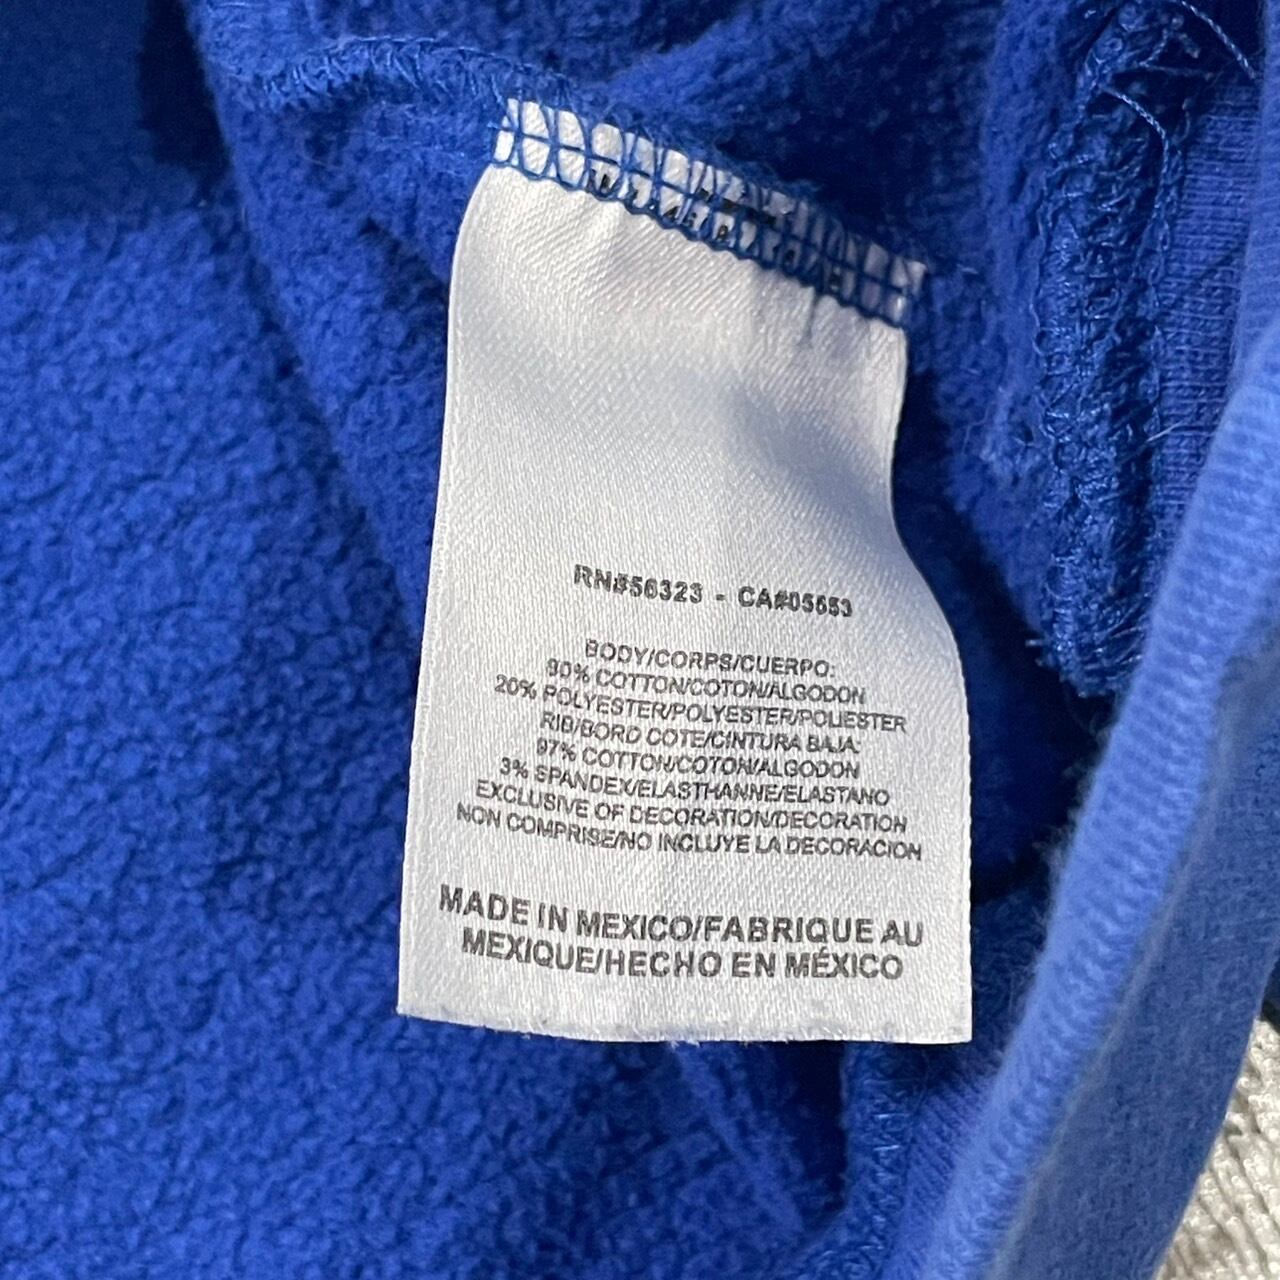 RN#56323 - CA#05553
BODY/CORPS/CUERPO:
80% COTTON/COTON/ALGODON
20% POLYESTER/POLYESTER/POLIESTER
RIB/BORD COTE/CINTURA BAJA:
97% COTTON/COTON/ALGODON
3% SPANDEX/ELASTHANNE/ELASTANO
EXCLUSIVE OF DECORATION/DECORATION
NON COMPRISE/NO INCLUYE LA DECORACION
MADE IN MEXICO/FABRIQUE AU
MEXIQUE/HECHO EN MÉXICO